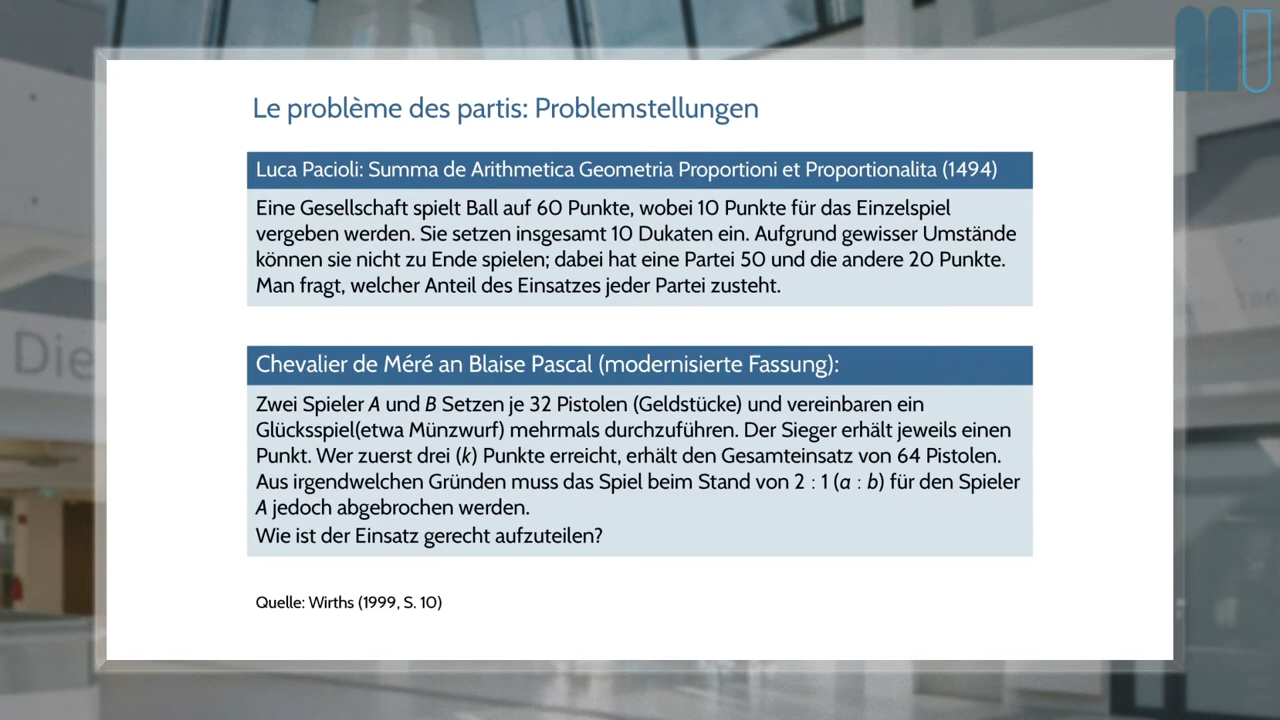 Le problème des partis: Problemstellungen
Luca Pacioli: Summa de Arithmetica Geometria Proportioni et Proportionalita (1494)
Eine Gesellschaft spielt Ball auf 60 Punkte, wobei 10 Punkte für das Einzelspiel
vergeben werden. Sie setzen insgesamt 10 Dukaten ein. Aufgrund gewisser Umstände
können sie nicht zu Ende spielen; dabei hat eine Partei 50 und die andere 20 Punkte.
Man fragt, welcher Anteil des Einsatzes jeder Partei zusteht.
Chevalier de Méré an Blaise Pascal (modernisierte Fassung):
Zwei Spieler A und B Setzen je 32 Pistolen (Geldstücke) und vereinbaren ein
Glücksspiel(etwa Münzwurf) mehrmals durchzuführen. Der Sieger erhält jeweils einen
Punkt. Wer zuerst drei (k) Punkte erreicht, erhält den Gesamteinsatz von 64 Pistolen.
Aus irgendwelchen Gründen muss das Spiel beim Stand von 2 : 1 (a : b) für den Spieler
A jedoch abgebrochen werden.
Wie ist der Einsatz gerecht aufzuteilen?
Quelle: Wirths (1999, S. 10)
Die